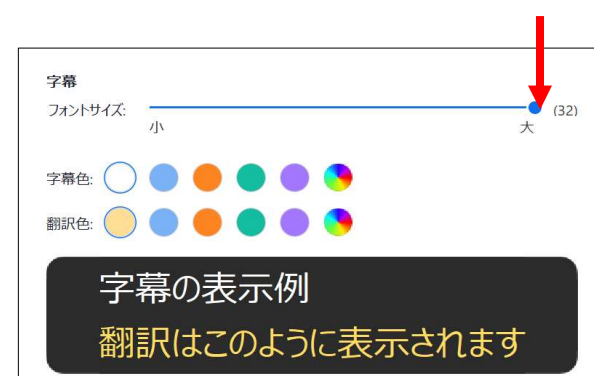 字幕
フォントサイズ: (32)
小 大
字幕色:
翻訳色:
字幕の表示例
翻訳はこのように表示されます